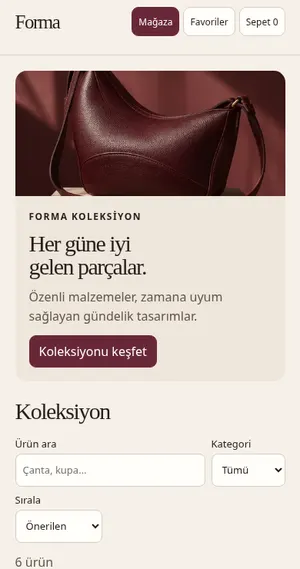 Forma
Mağaza
Favoriler
Sepet 0
FORMA KOLEKSİYON
Her güne iyi
gelen parçalar.
Özenli malzemeler, zamana uyum
sağlayan gündelik tasarımlar.
Koleksiyonu keşfet
Koleksiyon
Ürün ara
Kategori
Çanta, kupa...
Tümü
Sırala
Önerilen
6 ürün